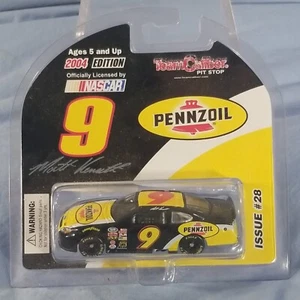 Ages 5 and Up
2004 EDITION
Officially Licensed by
NASCAR
Team Caliber
PIT STOP
9
PENNZOIL
Matt Kenseth
WARNING:
ISSUE #28
PENNZOIL
9
PENNZOIL